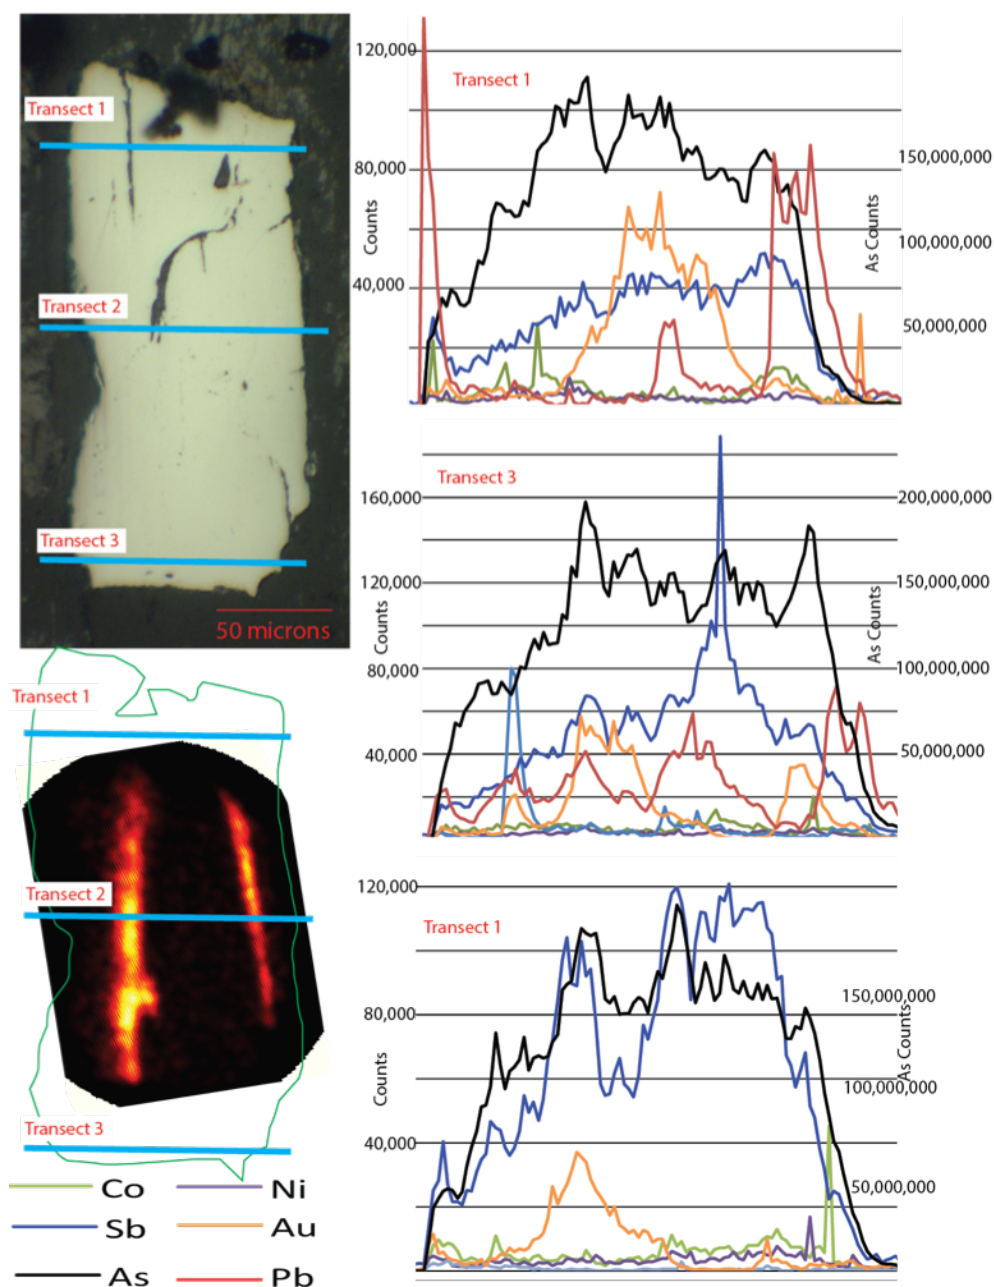 Transect 1
Transect 2
Transect 3
50 microns
Transect 1
Transect 2
Transect 3
Co
Ni
Sb
Au
As
Pb
120,000
80,000
40,000
Counts
Transect 1
150,000,000
100,000,000
50,000,000
As Counts
160,000
120,000
80,000
40,000
Counts
Transect 3
200,000,000
150,000,000
100,000,000
50,000,000
As Counts
120,000
80,000
40,000
Counts
Transect 1
150,000,000
100,000,000
50,000,000
As Counts